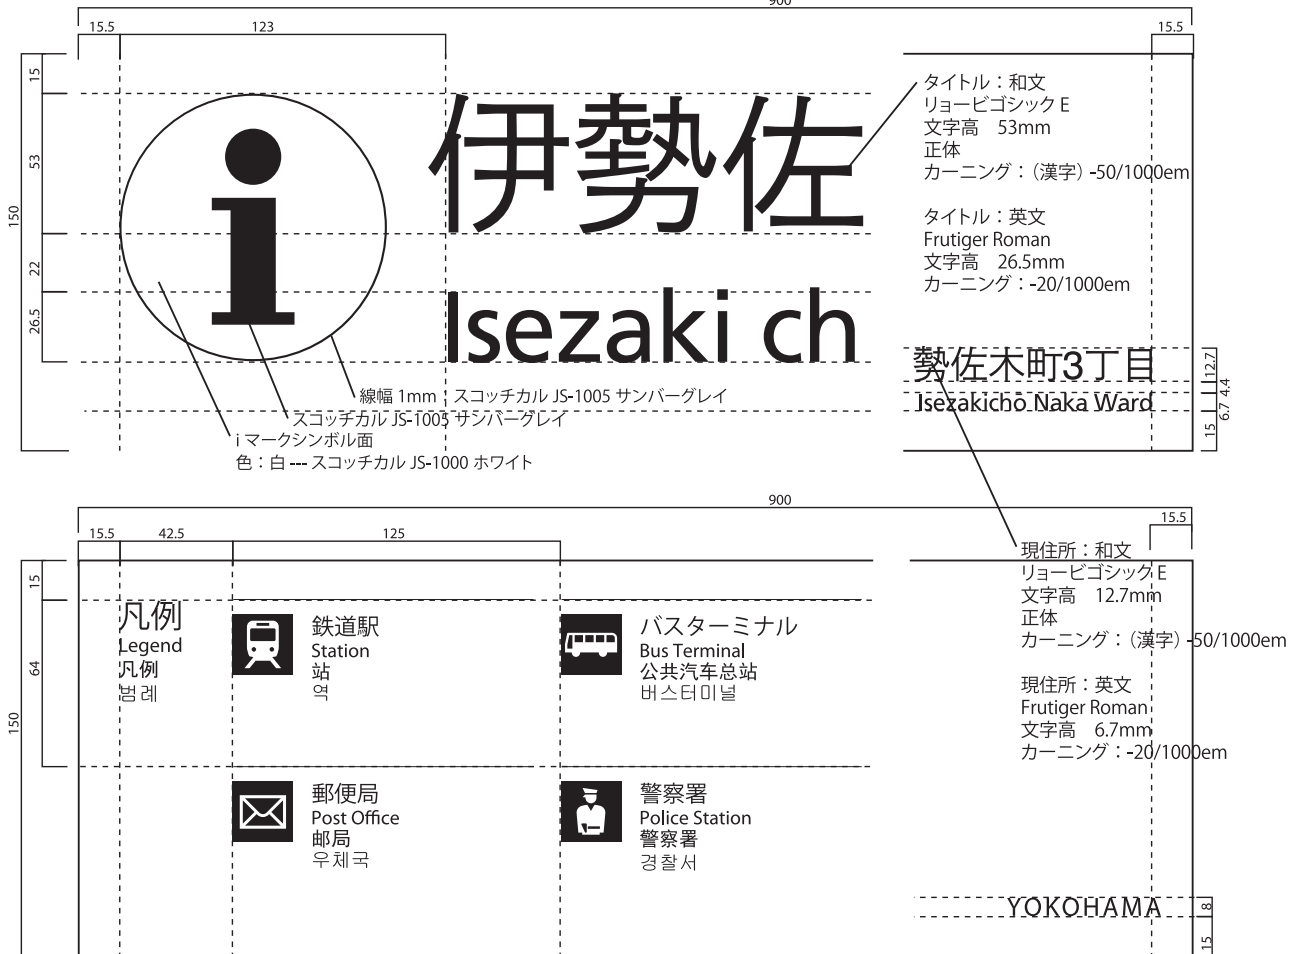 900
15.5
123
15.5
15
53
150
22
26.5
伊勢佐
Isezaki ch
タイトル：和文
リョービゴシック E
文字高　53mm
正体
カーニング：（漢字）-50/1000em
タイトル：英文
Frutiger Roman
文字高　26.5mm
カーニング：-20/1000em
勢佐木町3丁目
Isezakicho Naka Ward
12.7
4.4
6.7
15
線幅 1mm：スコッチカル JS-1005 サンバーグレイ
スコッチカル JS-1005 サンバーグレイ
i マークシンボル面
色：白 --- スコッチカル JS-1000 ホワイト
900
15.5
42.5
125
15.5
15
64
150
凡例
Legend
凡例
범례
鉄道駅
Station
站
역
バスターミナル
Bus Terminal
公共汽车总站
버스터미널
現住所：和文
リョービゴシック E
文字高　12.7mm
正体
カーニング：（漢字）-50/1000em
現住所：英文
Frutiger Roman
文字高　6.7mm
カーニング：-20/1000em
郵便局
Post Office
邮局
우체국
警察署
Police Station
警察署
경찰서
YOKOHAMA
8
15